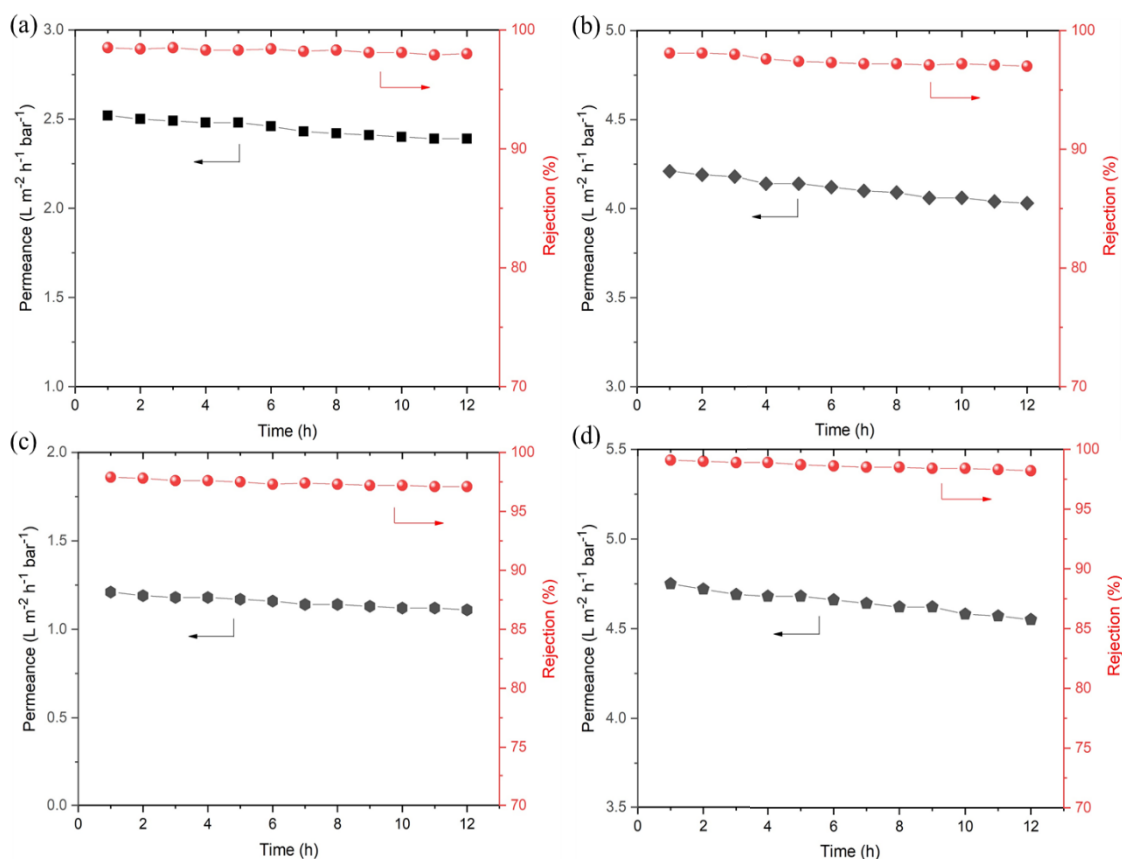 (a)
3.0
2.5
2.0
1.5
1.0
Permeance (L m⁻² h⁻¹ bar⁻¹)
100
90
80
70
Rejection (%)
0 2 4 6 8 10 12
Time (h)
(b)
5.0
4.5
4.0
3.5
3.0
Permeance (L m⁻² h⁻¹ bar⁻¹)
100
90
80
70
Rejection (%)
0 2 4 6 8 10 12
Time (h)
(c)
2.0
1.5
1.0
0.5
0.0
Permeance (L m⁻² h⁻¹ bar⁻¹)
100
95
90
85
80
75
70
Rejection (%)
0 2 4 6 8 10 12
Time (h)
(d)
5.5
5.0
4.5
4.0
3.5
Permeance (L m⁻² h⁻¹ bar⁻¹)
100
95
90
85
80
75
70
Rejection (%)
0 2 4 6 8 10 12
Time (h)